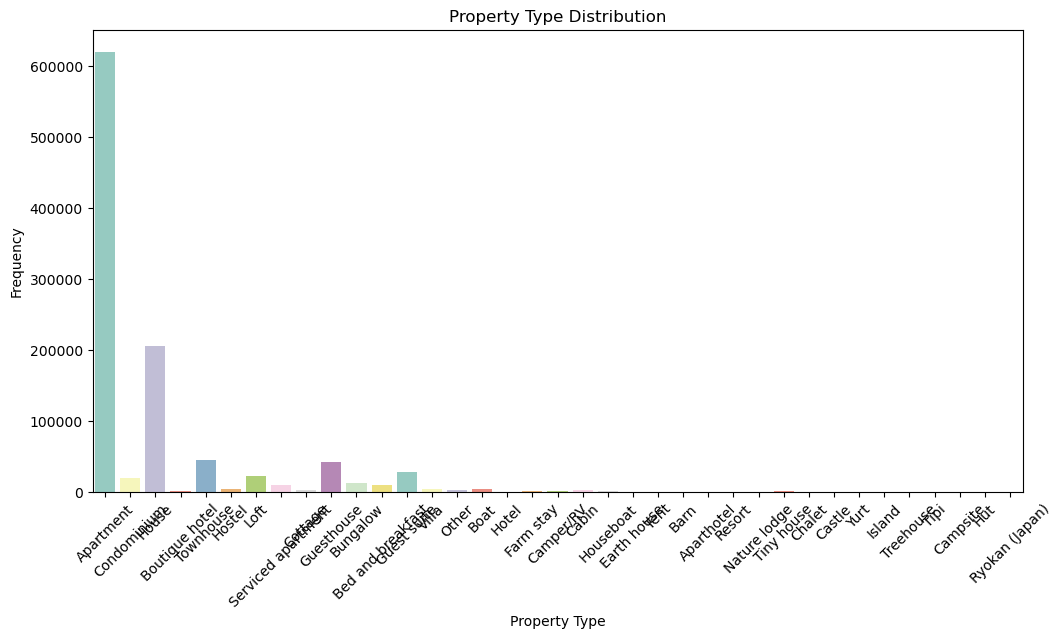 Property Type Distribution
Frequency
600000
500000
400000
300000
200000
100000
0
Apartment
Condominium
House
Boutique hotel
Townhouse
Hostel
Loft
Serviced apartment
Cottage
Guesthouse
Bungalow
Bed and breakfast
Guest suite
Villa
Other
Boat
Hotel
Farm stay
Camper/RV
Cabin
Houseboat
Earth house
Tent
Barn
Aparthotel
Resort
Nature lodge
Tiny house
Chalet
Castle
Yurt
Island
Treehouse
Tipi
Campsite
Hut
Ryokan (Japan)
Property Type